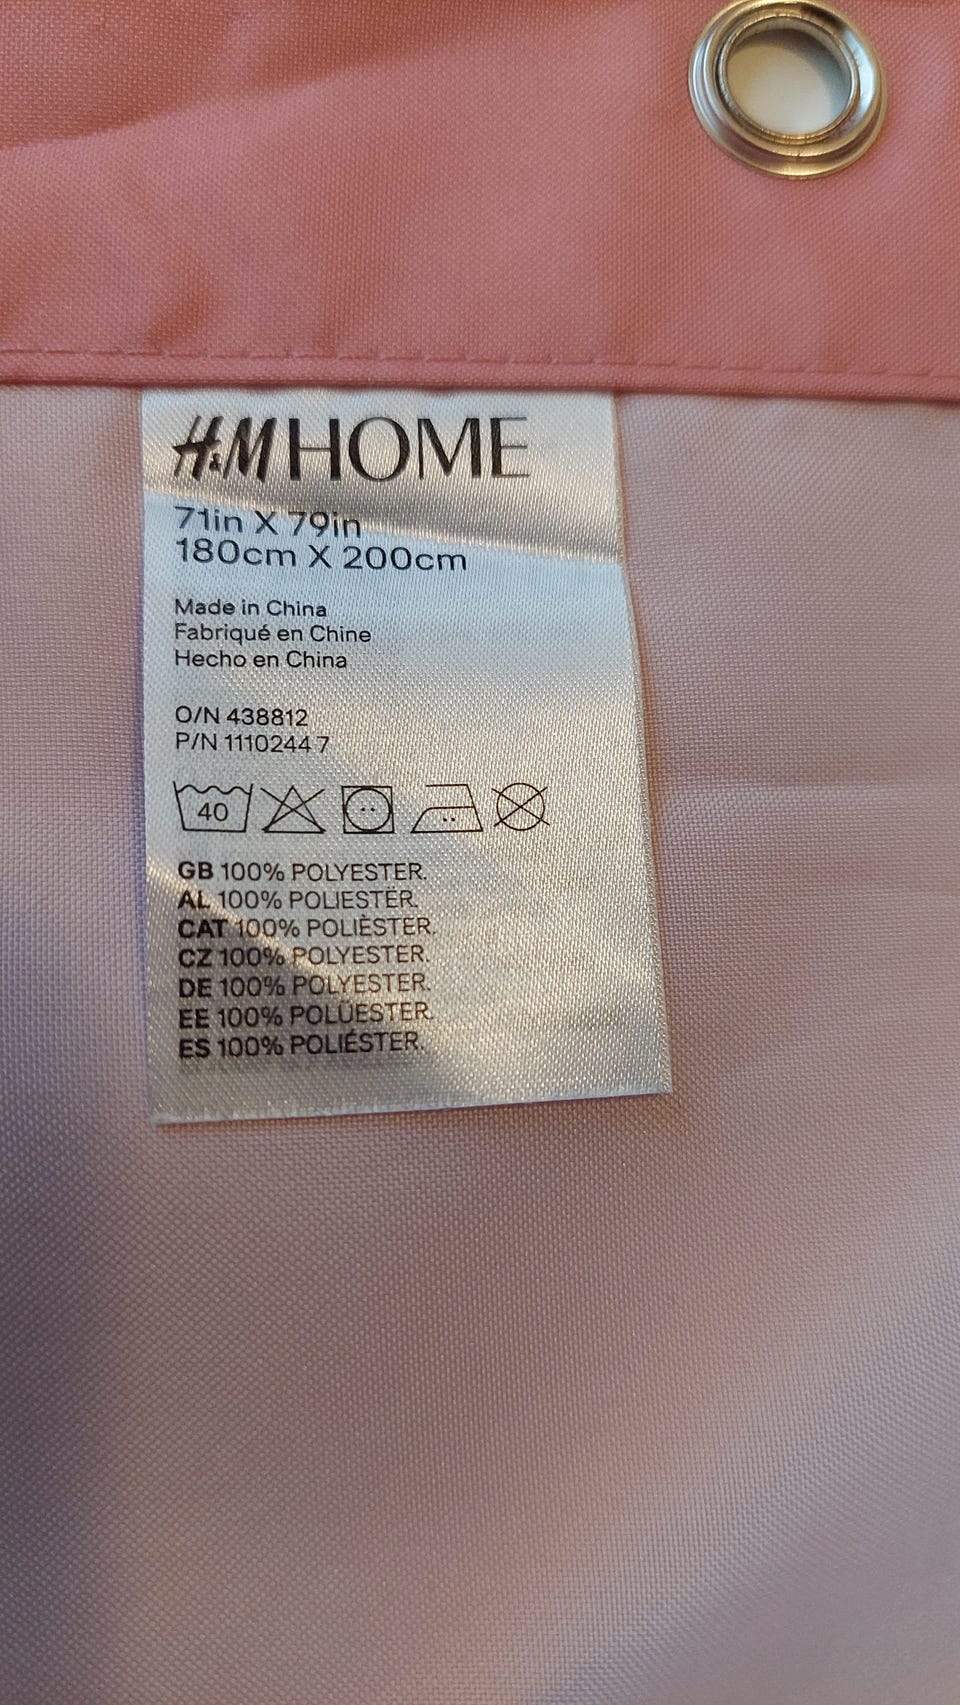 H&M HOME
71in X 79in
180cm X 200cm
Made in China
Fabriqué en Chine
Hecho en China
O/N 438812
P/N 1110244 7
40
GB 100% POLYESTER.
AL 100% POLIESTËR.
CAT 100% POLIÈSTER.
CZ 100% POLYESTER.
DE 100% POLYESTER.
EE 100% POLÜESTER.
ES 100% POLIÉSTER.